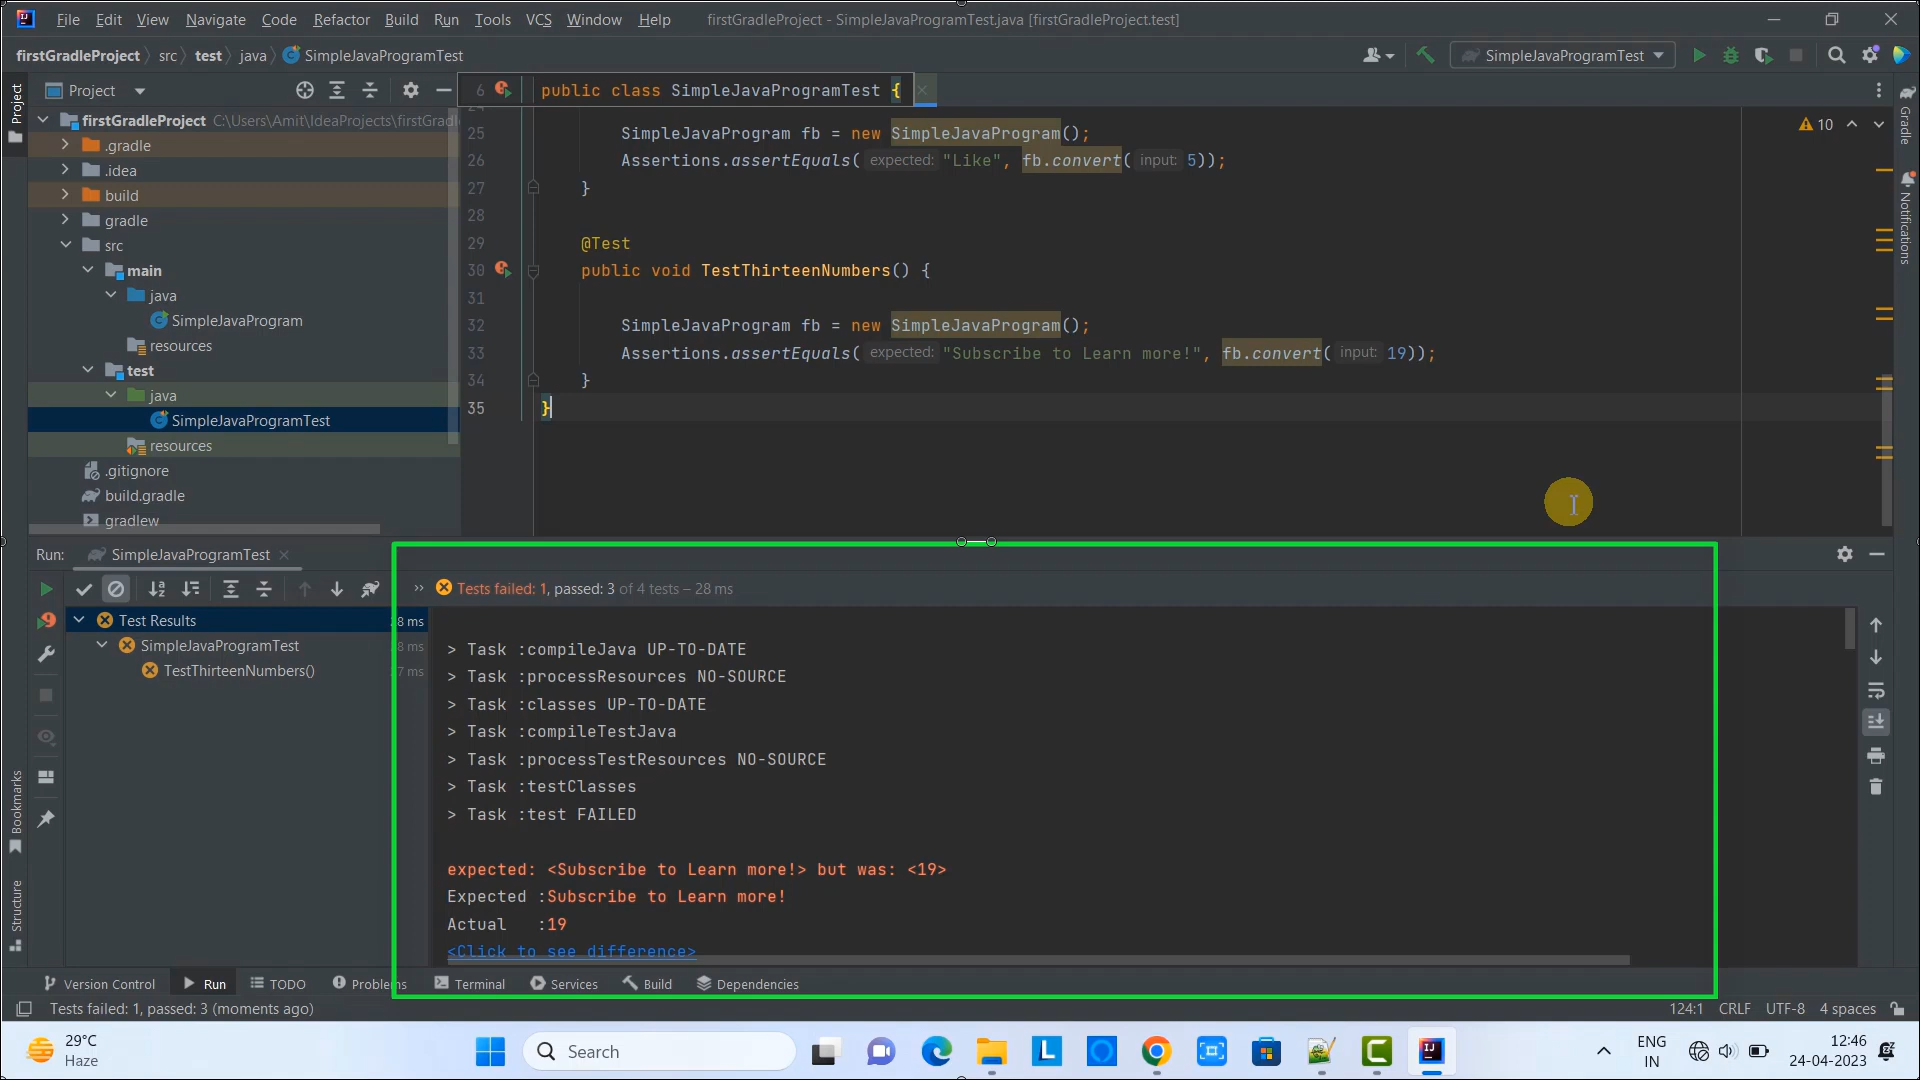 File Edit View Navigate Code Refactor Build Run Tools VCS Window Help firstGradleProject - SimpleJavaProgramTest.java [firstGradleProject.test]
firstGradleProject src test java SimpleJavaProgramTest SimpleJavaProgramTest
Project
Project
firstGradleProject C:\Users\Amit\IdeaProjects\firstGradl
.gradle
.idea
build
gradle
src
main
java
SimpleJavaProgram
resources
test
java
SimpleJavaProgramTest
resources
.gitignore
build.gradle
gradlew
6 public class SimpleJavaProgramTest {
10
25 SimpleJavaProgram fb = new SimpleJavaProgram();
26 Assertions.assertEquals( expected: "Like", fb.convert( input: 5));
27 }
28
29 @Test
30 public void TestThirteenNumbers() {
31
32 SimpleJavaProgram fb = new SimpleJavaProgram();
33 Assertions.assertEquals( expected: "Subscribe to Learn more!", fb.convert( input: 19));
34 }
35 }
Gradle
Notifications
Run: SimpleJavaProgramTest
Tests failed: 1, passed: 3 of 4 tests – 28 ms
Test Results 28 ms
SimpleJavaProgramTest 28 ms
TestThirteenNumbers() 27 ms
> Task :compileJava UP-TO-DATE
> Task :processResources NO-SOURCE
> Task :classes UP-TO-DATE
> Task :compileTestJava
> Task :processTestResources NO-SOURCE
> Task :testClasses
> Task :test FAILED
expected: <Subscribe to Learn more!> but was: <19>
Expected :Subscribe to Learn more!
Actual :19
<Click to see difference>
Bookmarks
Structure
Version Control Run TODO Problems Terminal Services Build Dependencies
Tests failed: 1, passed: 3 (moments ago) 124:1 CRLF UTF-8 4 spaces
29°C
Haze
Search
ENG
IN
12:46
24-04-2023